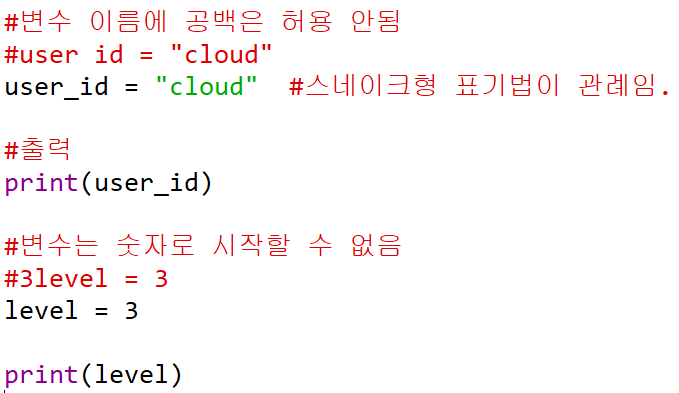 #변수 이름에 공백은 허용 안됨
#user id = "cloud"
user_id = "cloud"  #스네이크형 표기법이 관례임.
#출력
print(user_id)
#변수는 숫자로 시작할 수 없음
#3level = 3
level = 3
print(level)